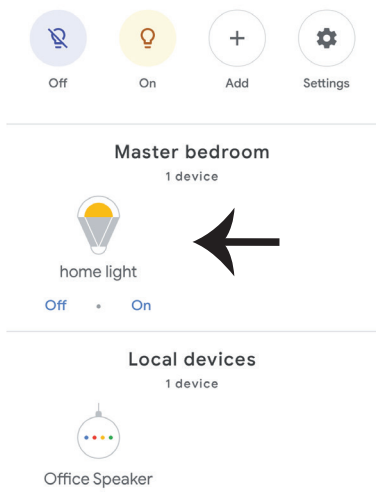 Off On Add Settings
Master bedroom
1 device
home light
Off • On
Local devices
1 device
Office Speaker